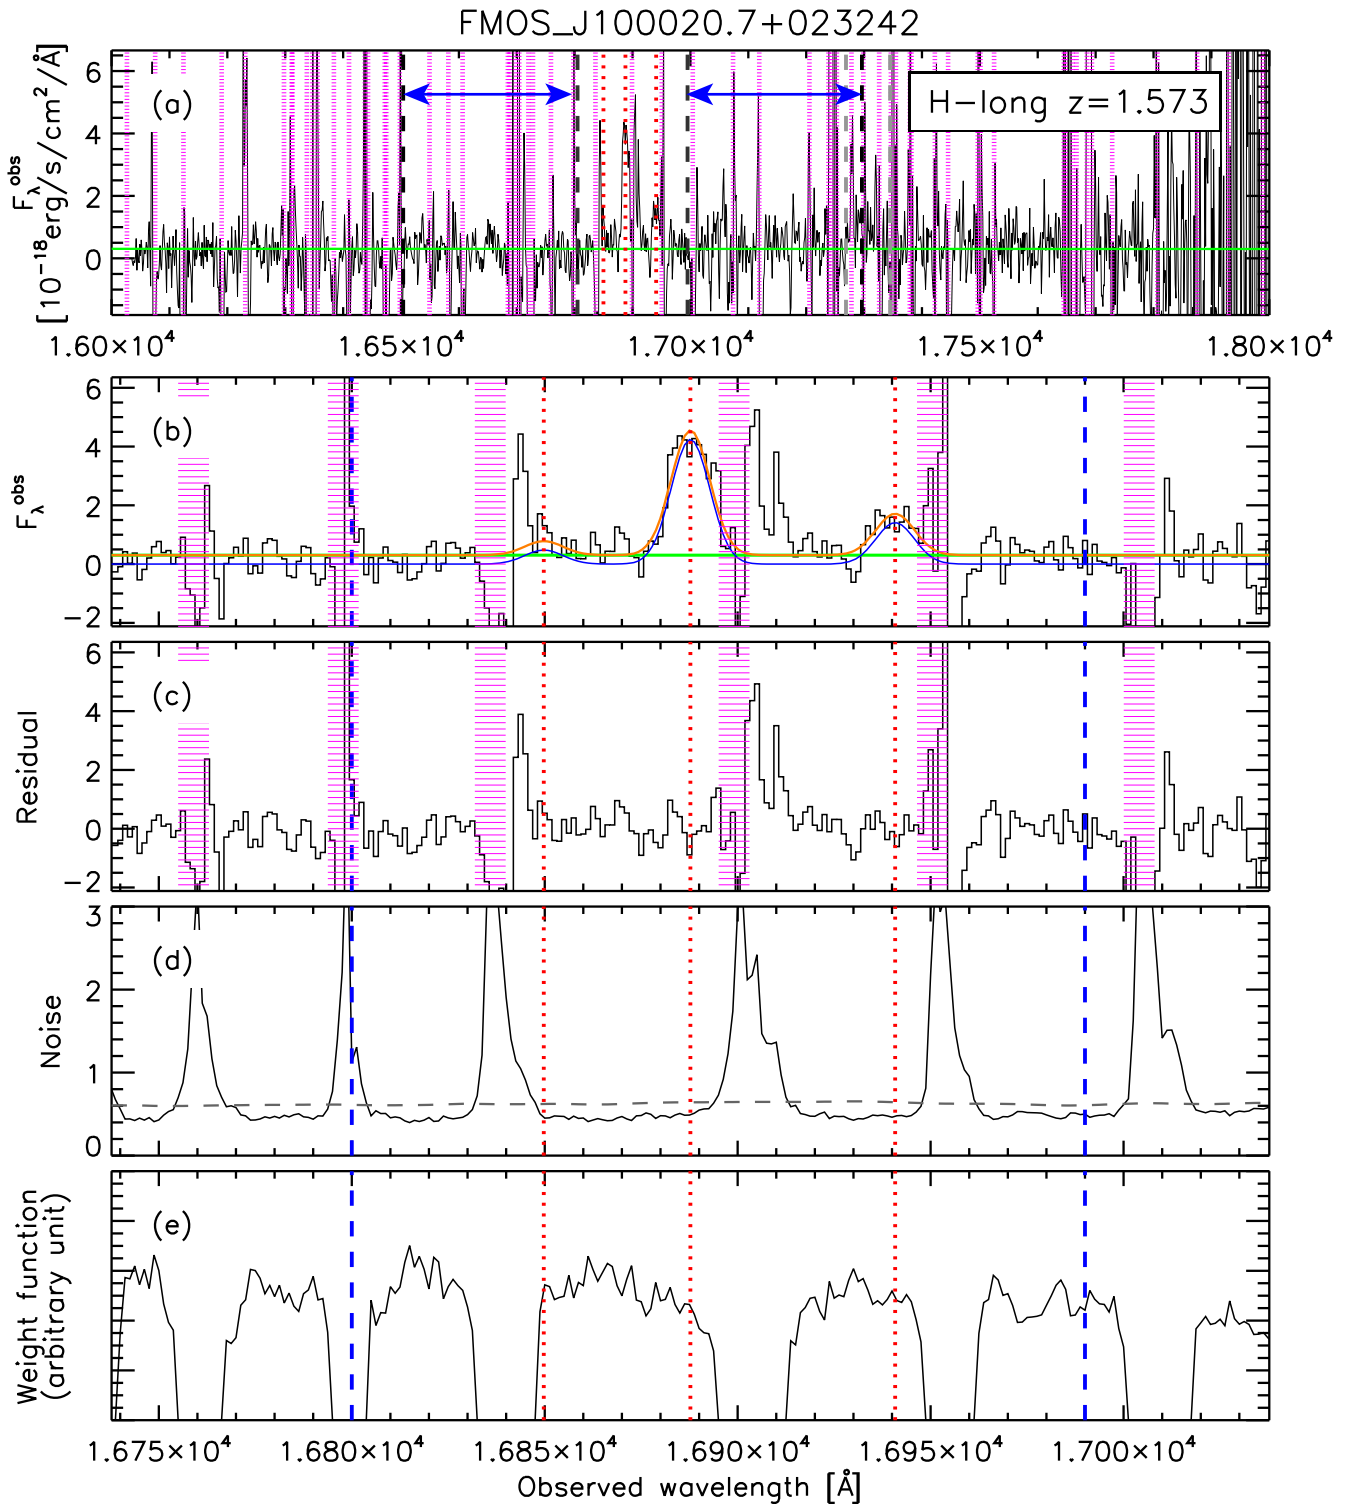 FMOS_J100020.7+023242
F_λ^obs
[10^−18 erg/s/cm^2/Å]
6
4
2
0
(a)
H−long z=1.573
1.60×10^4
1.65×10^4
1.70×10^4
1.75×10^4
1.80×10^4
F_λ^obs
6
4
2
0
−2
(b)
Residual
6
4
2
0
−2
(c)
Noise
3
2
1
0
(d)
Weight function
(arbitrary unit)
(e)
1.675×10^4
1.680×10^4
1.685×10^4
1.690×10^4
1.695×10^4
1.700×10^4
Observed wavelength [Å]